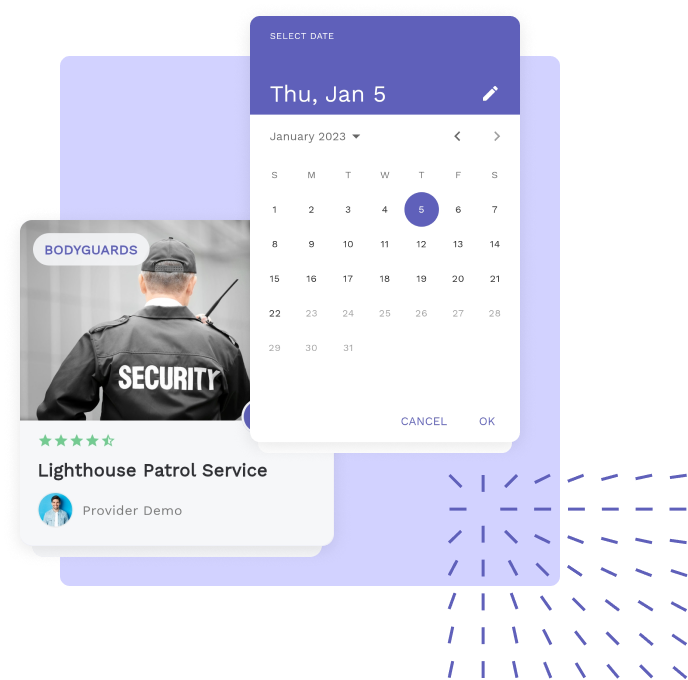 SELECT DATE
Thu, Jan 5
January 2023
S M T W T F S
1 2 3 4 5 6 7
8 9 10 11 12 13 14
15 16 17 18 19 20 21
22 23 24 25 26 27 28
29 30 31
CANCEL OK
BODYGUARDS
SECURITY
Lighthouse Patrol Service
Provider Demo